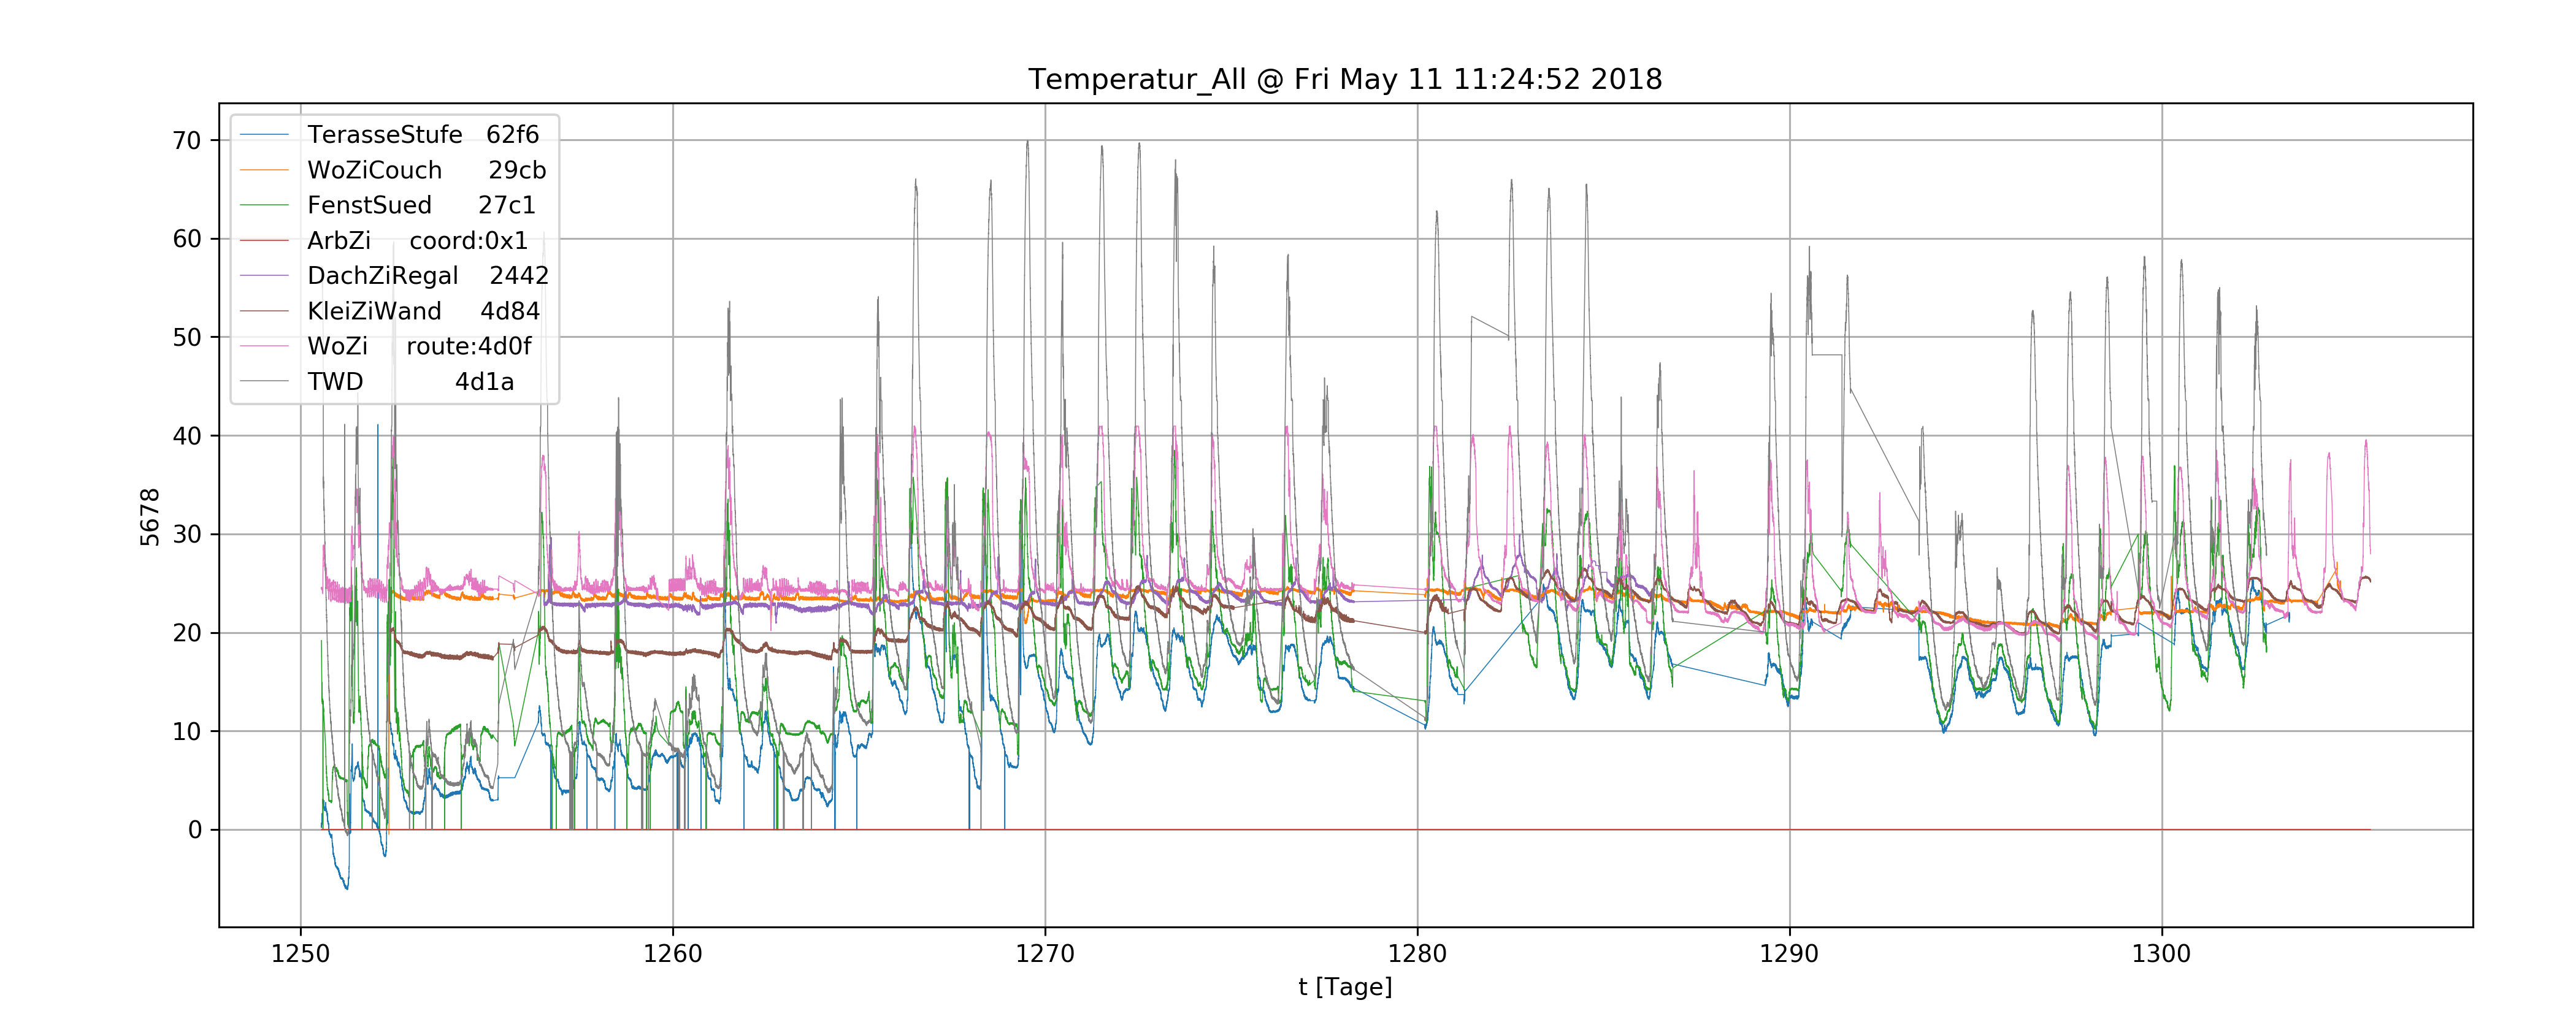 Temperatur_All @ Fri May 11 11:24:52 2018
70
60
50
40
30
20
10
0
5678
TerasseStufe 62f6
WoZiCouch 29cb
FenstSued 27c1
ArbZi coord:0x1
DachZiRegal 2442
KleiZiWand 4d84
WoZi route:4d0f
TWD 4d1a
1250 1260 1270 1280 1290 1300
t [Tage]